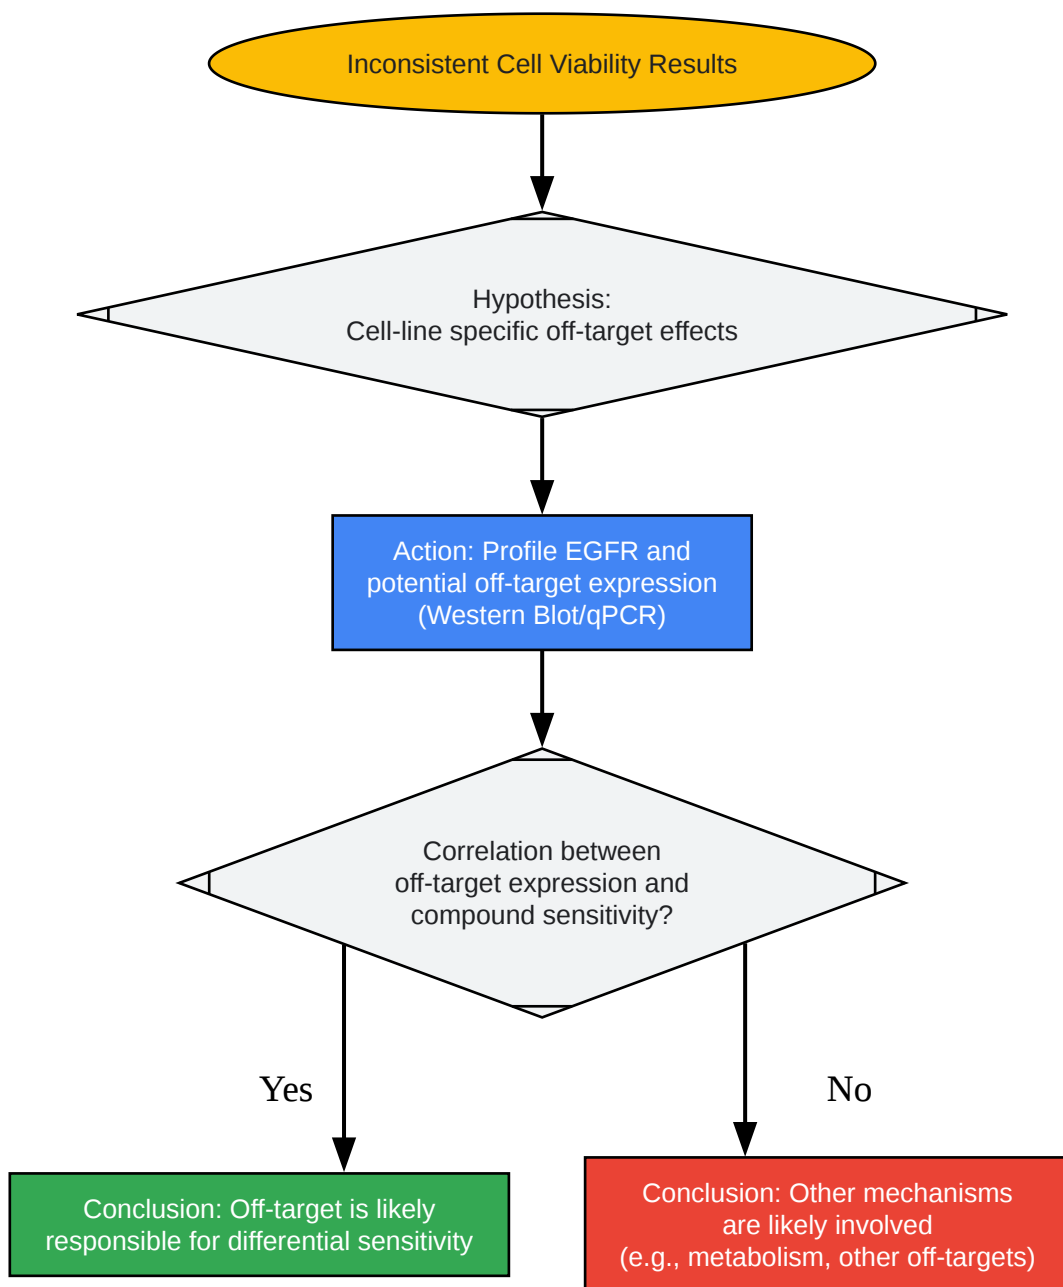 Inconsistent Cell Viability Results
Hypothesis:
Cell-line specific off-target effects
Action: Profile EGFR and
potential off-target expression
(Western Blot/qPCR)
Correlation between
off-target expression and
compound sensitivity?
Yes
No
Conclusion: Off-target is likely
responsible for differential sensitivity
Conclusion: Other mechanisms
are likely involved
(e.g., metabolism, other off-targets)